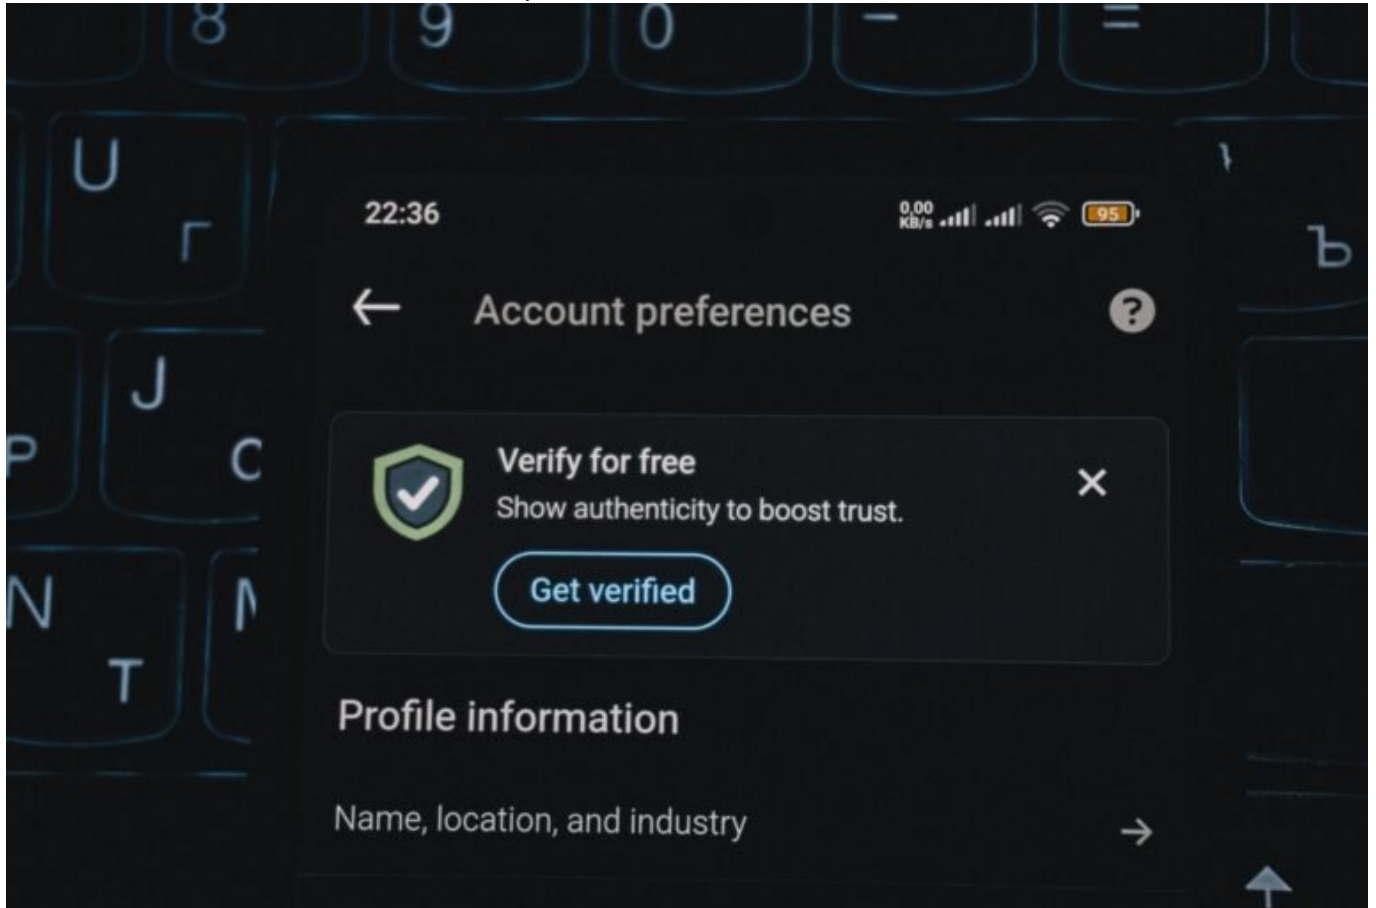 8 9 0 - =
U
Г
22:36
0,00
KB/s
95
Ъ
Account preferences
?
J
Р
О
Verify for free
Show authenticity to boost trust.
Get verified
N
Т
Profile information
Name, location, and industry